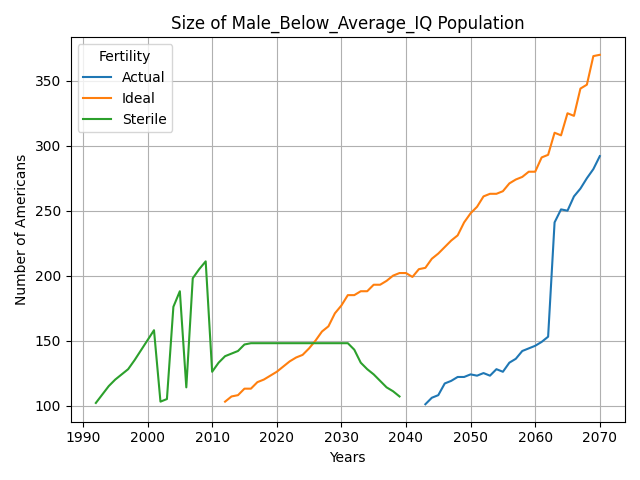 Size of Male_Below_Average_IQ Population
Fertility
Actual
Ideal
Sterile
Number of Americans
350
300
250
200
150
100
1990 2000 2010 2020 2030 2040 2050 2060 2070
Years